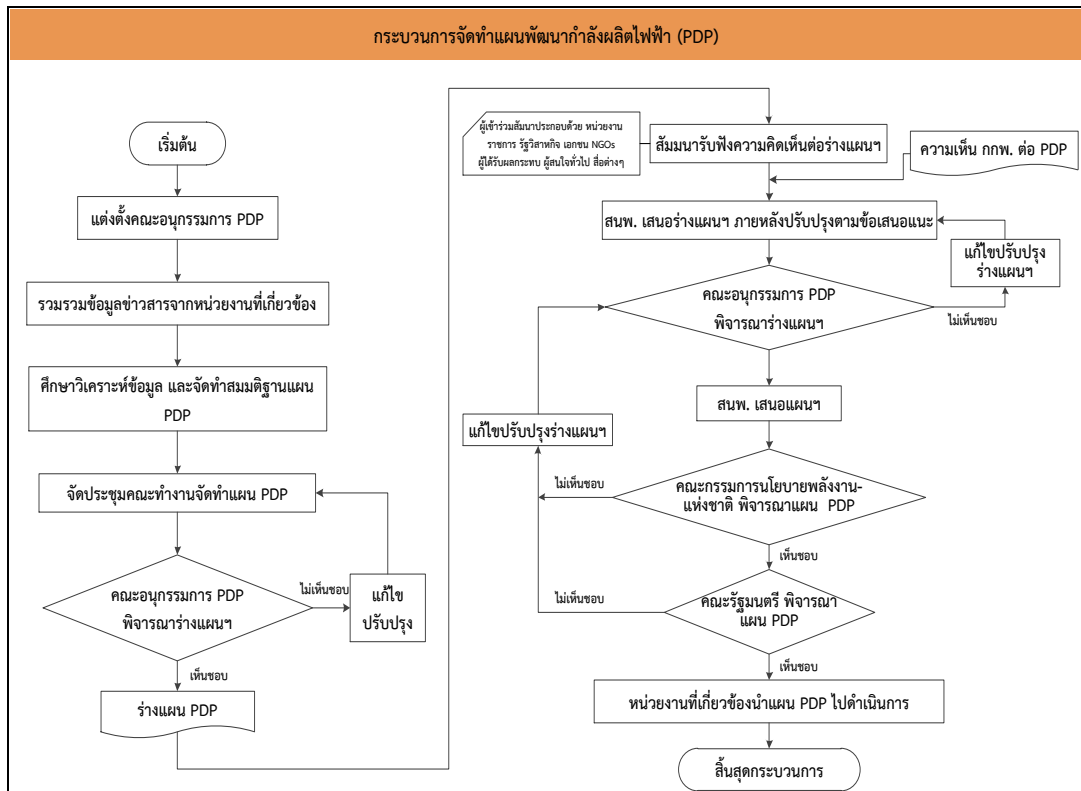 กระบวนการจัดทำแผนพัฒนากำลังผลิตไฟฟ้า (PDP)
เริ่มต้น
แต่งตั้งคณะอนุกรรมการ PDP
รวมรวมข้อมูลข่าวสารจากหน่วยงานที่เกี่ยวข้อง
ศึกษาวิเคราะห์ข้อมูล และจัดทำสมมติฐานแผน
PDP
จัดประชุมคณะทำงานจัดทำแผน PDP
คณะอนุกรรมการ PDP
พิจารณาร่างแผนฯ
ไม่เห็นชอบ
แก้ไข
ปรับปรุง
เห็นชอบ
ร่างแผน PDP
ผู้เข้าร่วมสัมนาประกอบด้วย หน่วยงาน
ราชการ รัฐวิสาหกิจ เอกชน NGOs
ผู้ได้รับผลกระทบ ผู้สนใจทั่วไป สื่อต่างๆ
สัมมนารับฟังความคิดเห็นต่อร่างแผนฯ
ความเห็น กกพ. ต่อ PDP
สนพ. เสนอร่างแผนฯ ภายหลังปรับปรุงตามข้อเสนอแนะ
แก้ไขปรับปรุง
ร่างแผนฯ
คณะอนุกรรมการ PDP
พิจารณาร่างแผนฯ
ไม่เห็นชอบ
สนพ. เสนอแผนฯ
แก้ไขปรับปรุงร่างแผนฯ
ไม่เห็นชอบ
คณะกรรมการนโยบายพลังงาน-
แห่งชาติ พิจารณาแผน PDP
เห็นชอบ
ไม่เห็นชอบ
คณะรัฐมนตรี พิจารณา
แผน PDP
เห็นชอบ
หน่วยงานที่เกี่ยวข้องนำแผน PDP ไปดำเนินการ
สิ้นสุดกระบวนการ